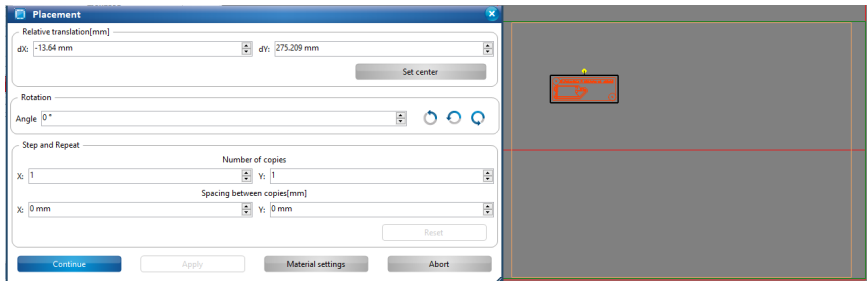 Placement
Relative translation[mm]
dX: -13.64 mm dY: 275.209 mm
Set center
Rotation
Angle 0 °
Step and Repeat
Number of copies
X: 1 Y: 1
Spacing between copies[mm]
X: 0 mm Y: 0 mm
Reset
Continue Apply Material settings Abort